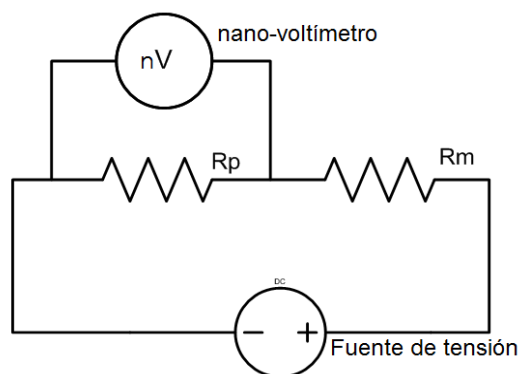 nano-voltímetro
nV
Rp
Rm
DC
Fuente de tensión